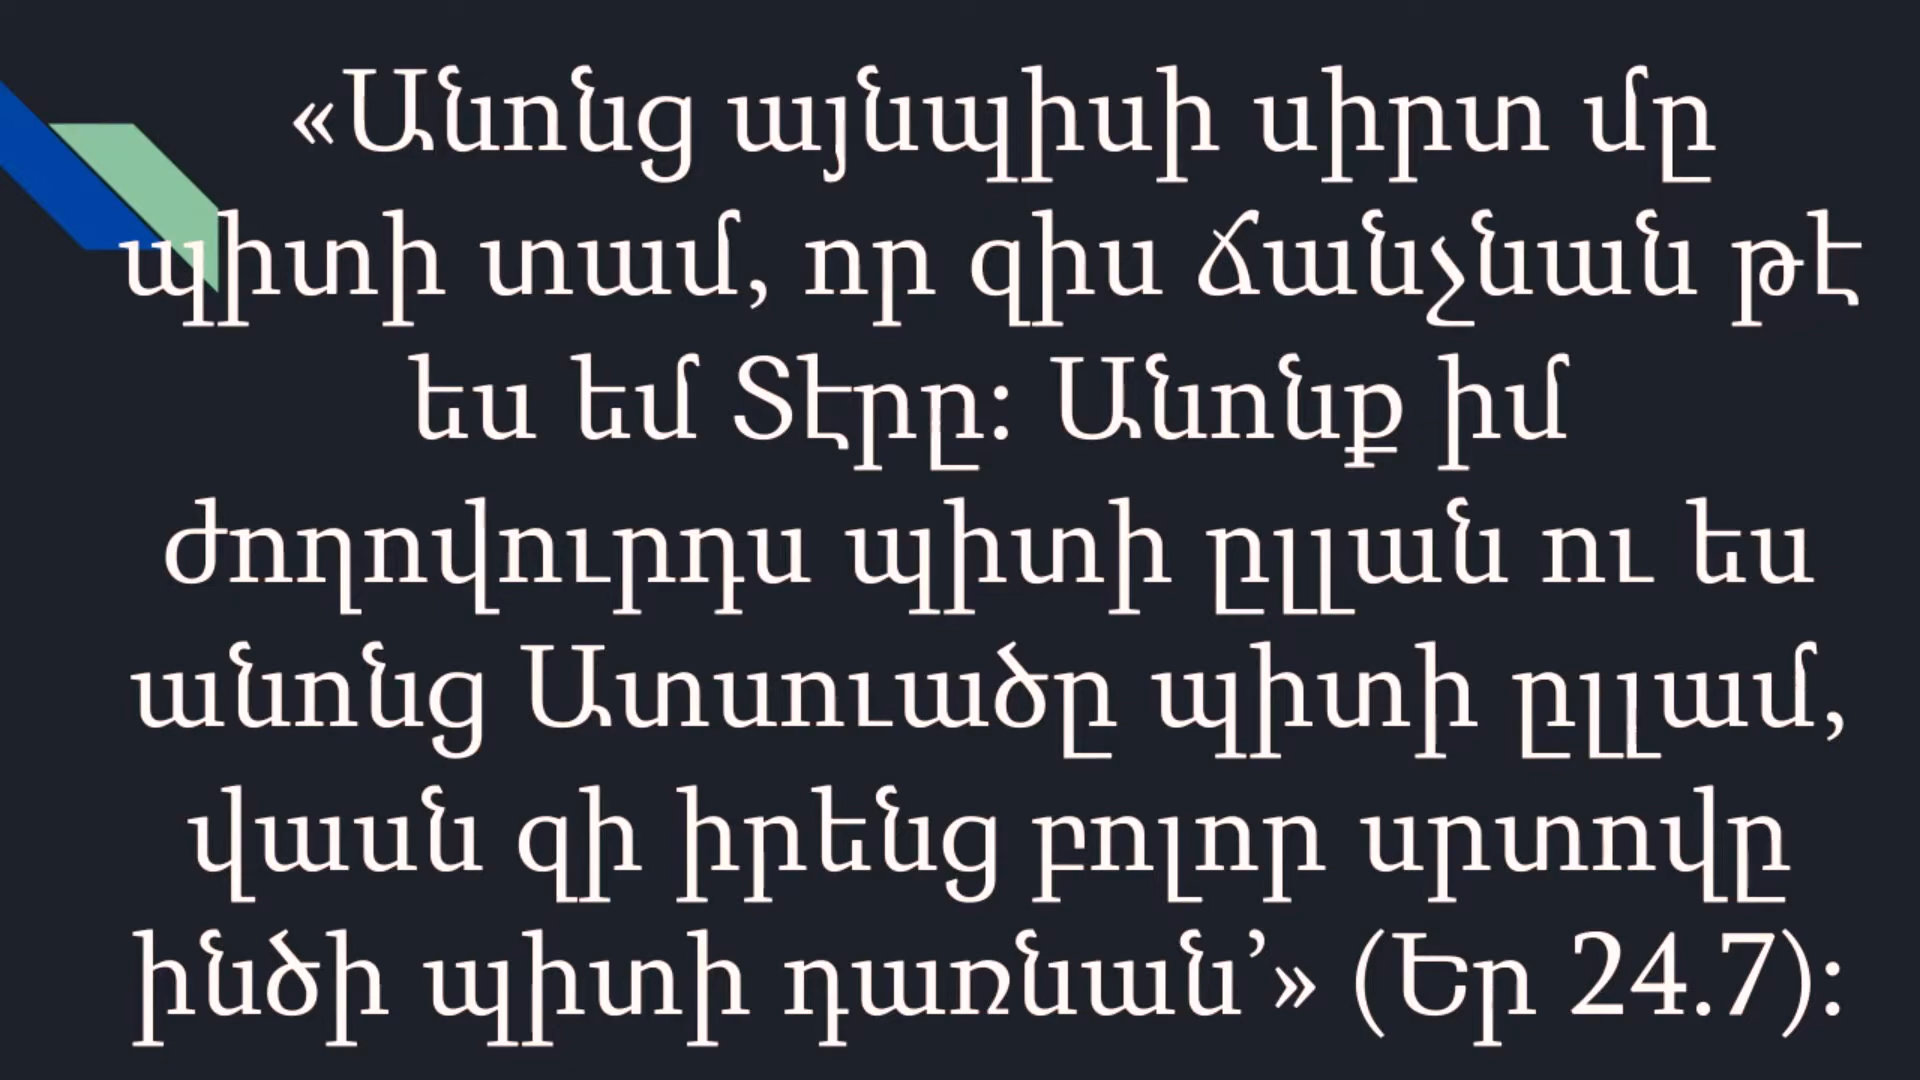 «Անոնց այնպիսի սիրտ մը
պիտի տամ, որ զիս ճանչնան թէ
ես եմ Տէրը: Անոնք իմ
ժողովուրդս պիտի ըլլան ու ես
անոնց Ատսուածը պիտի ըլլամ,
վասն զի իրենց բոլոր սրտովը
ինծի պիտի դառնան’» (Եր 24.7):